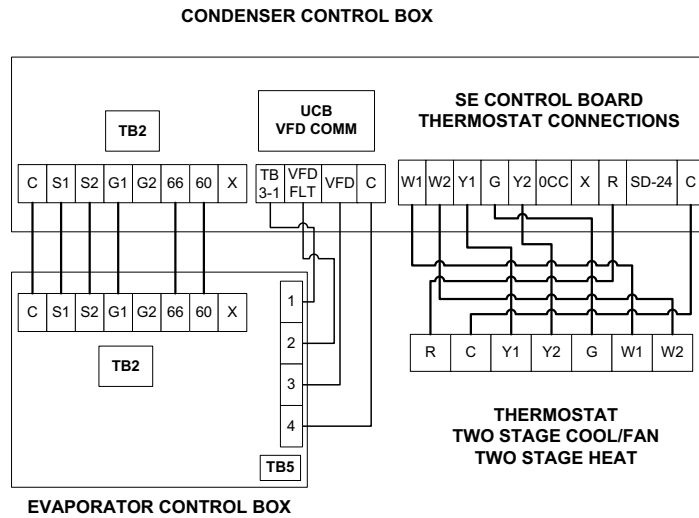 CONDENSER CONTROL BOX
TB2
UCB
VFD COMM
SE CONTROL BOARD
THERMOSTAT CONNECTIONS
C S1 S2 G1 G2 66 60 X
TB
3-1
VFD
FLT
VFD
C
W1 W2 Y1 G Y2 0CC X R SD-24 C
C S1 S2 G1 G2 66 60 X
TB2
1
2
3
4
TB5
R C Y1 Y2 G W1 W2
THERMOSTAT
TWO STAGE COOL/FAN
TWO STAGE HEAT
EVAPORATOR CONTROL BOX